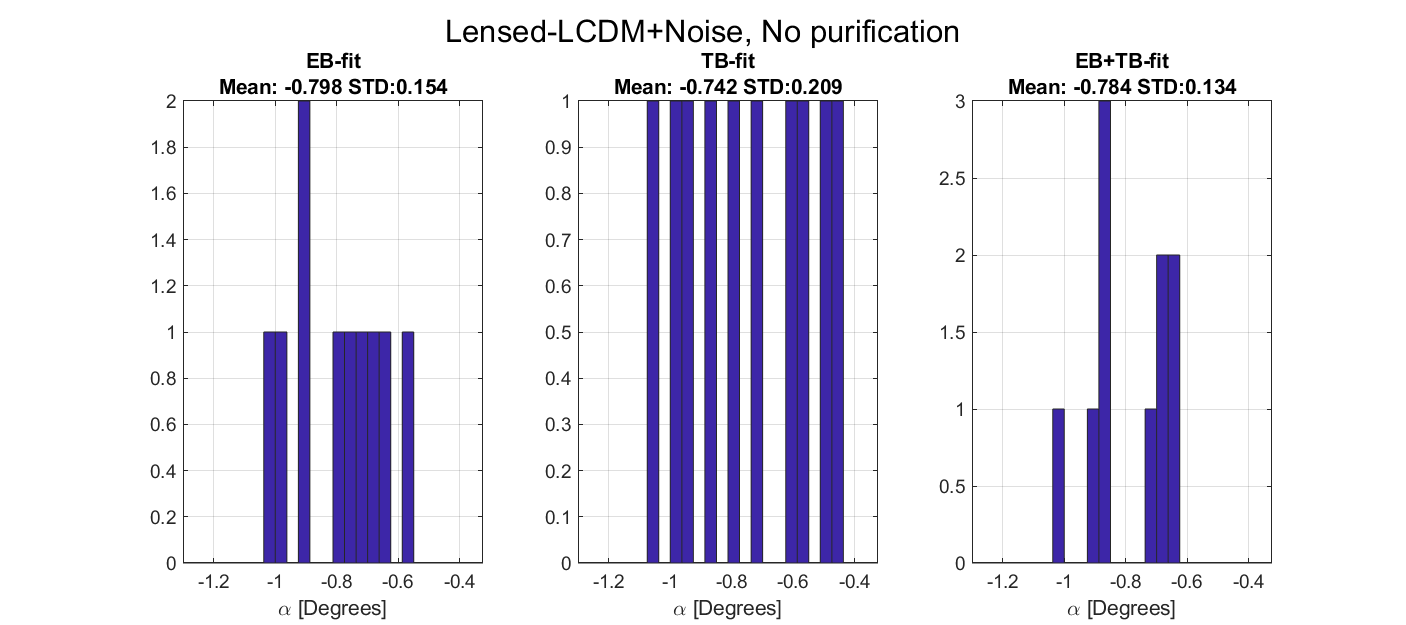 Lensed-LCDM+Noise, No purification
EB-fit
Mean: -0.798 STD:0.154
2
1.8
1.6
1.4
1.2
1
0.8
0.6
0.4
0.2
0
-1.2 -1 -0.8 -0.6 -0.4
α [Degrees]
TB-fit
Mean: -0.742 STD:0.209
1
0.9
0.8
0.7
0.6
0.5
0.4
0.3
0.2
0.1
0
-1.2 -1 -0.8 -0.6 -0.4
α [Degrees]
EB+TB-fit
Mean: -0.784 STD:0.134
3
2.5
2
1.5
1
0.5
0
-1.2 -1 -0.8 -0.6 -0.4
α [Degrees]